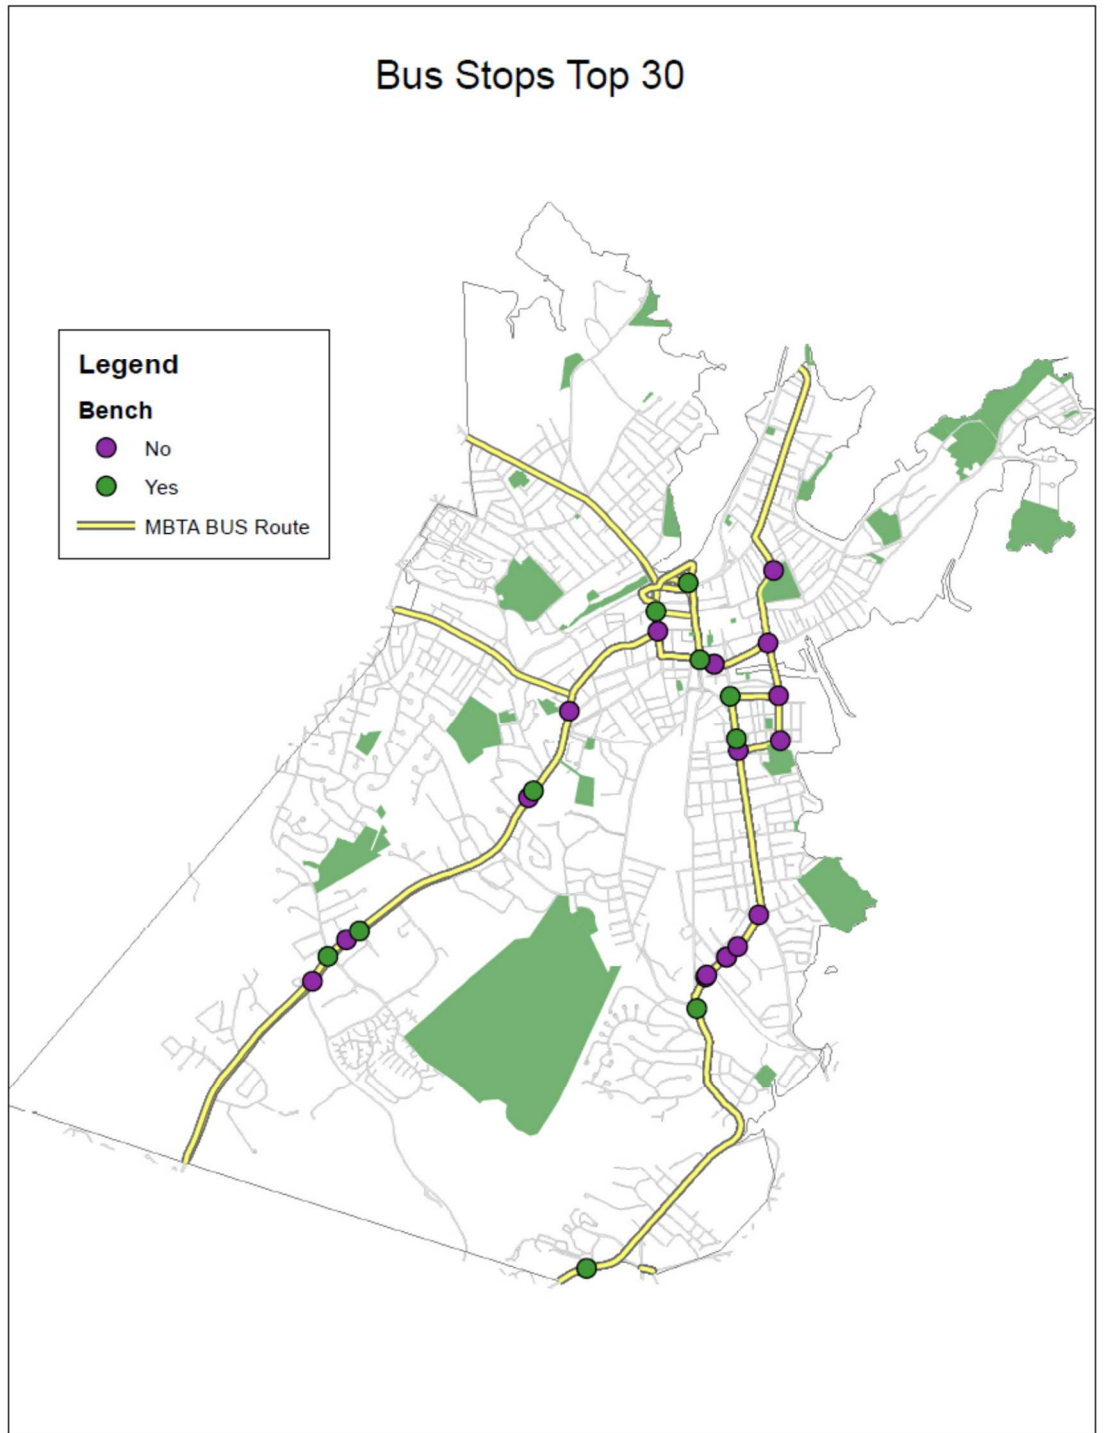 Bus Stops Top 30
Legend
Bench
No
Yes
MBTA BUS Route